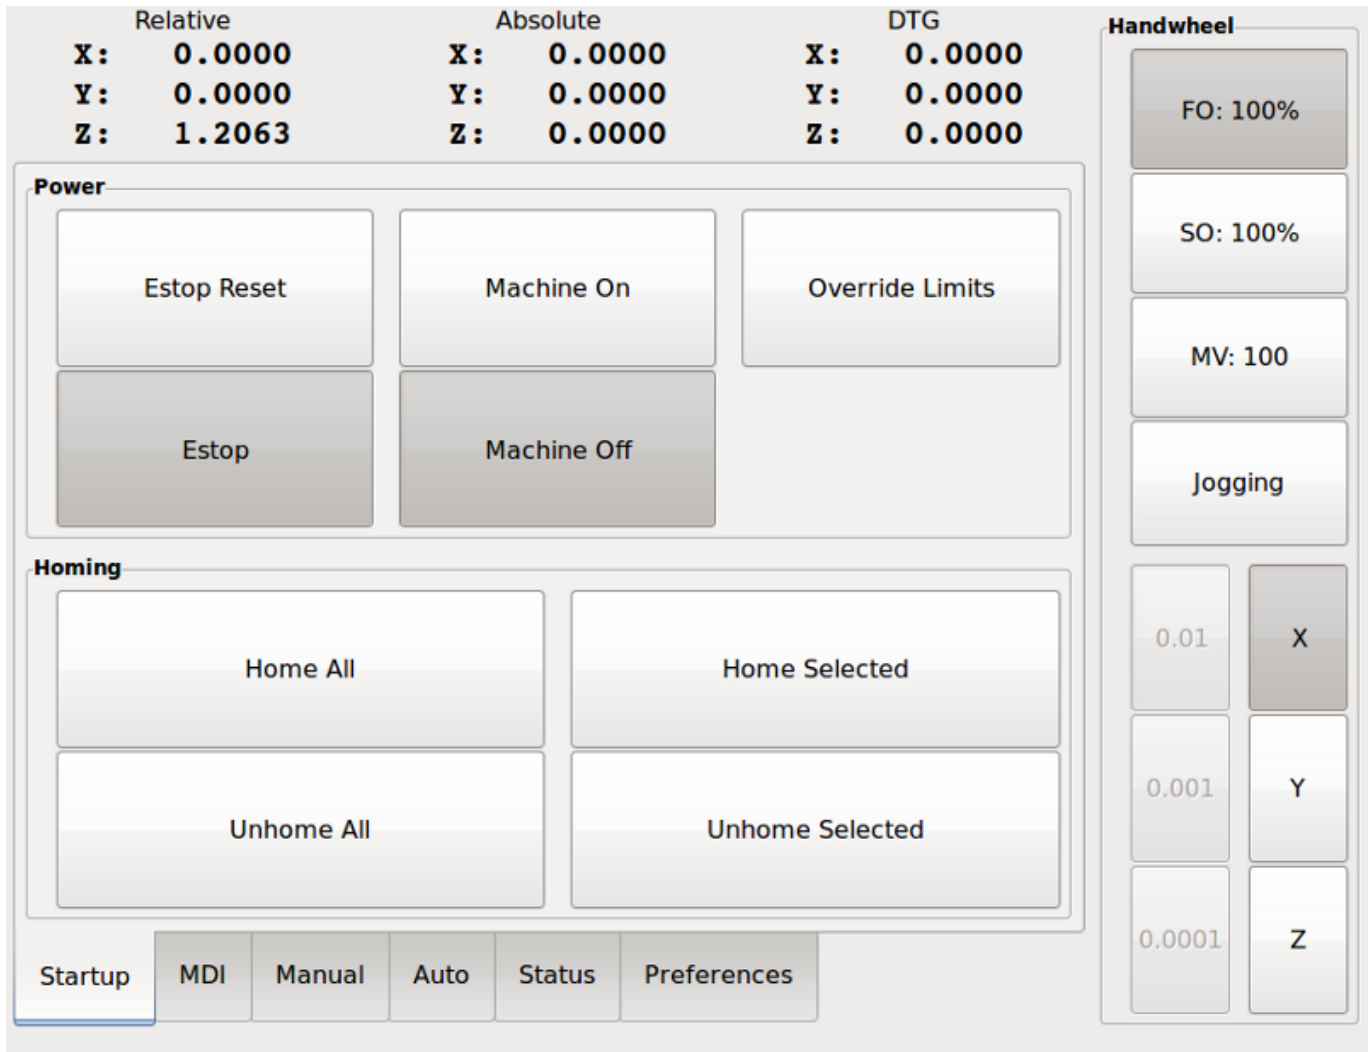 Relative Absolute DTG
X: 0.0000 X: 0.0000 X: 0.0000
Y: 0.0000 Y: 0.0000 Y: 0.0000
Z: 1.2063 Z: 0.0000 Z: 0.0000
Power
Estop Reset Machine On Override Limits
Estop Machine Off
Homing
Home All Home Selected
Unhome All Unhome Selected
Startup MDI Manual Auto Status Preferences
Handwheel
FO: 100%
SO: 100%
MV: 100
Jogging
0.01 X
0.001 Y
0.0001 Z